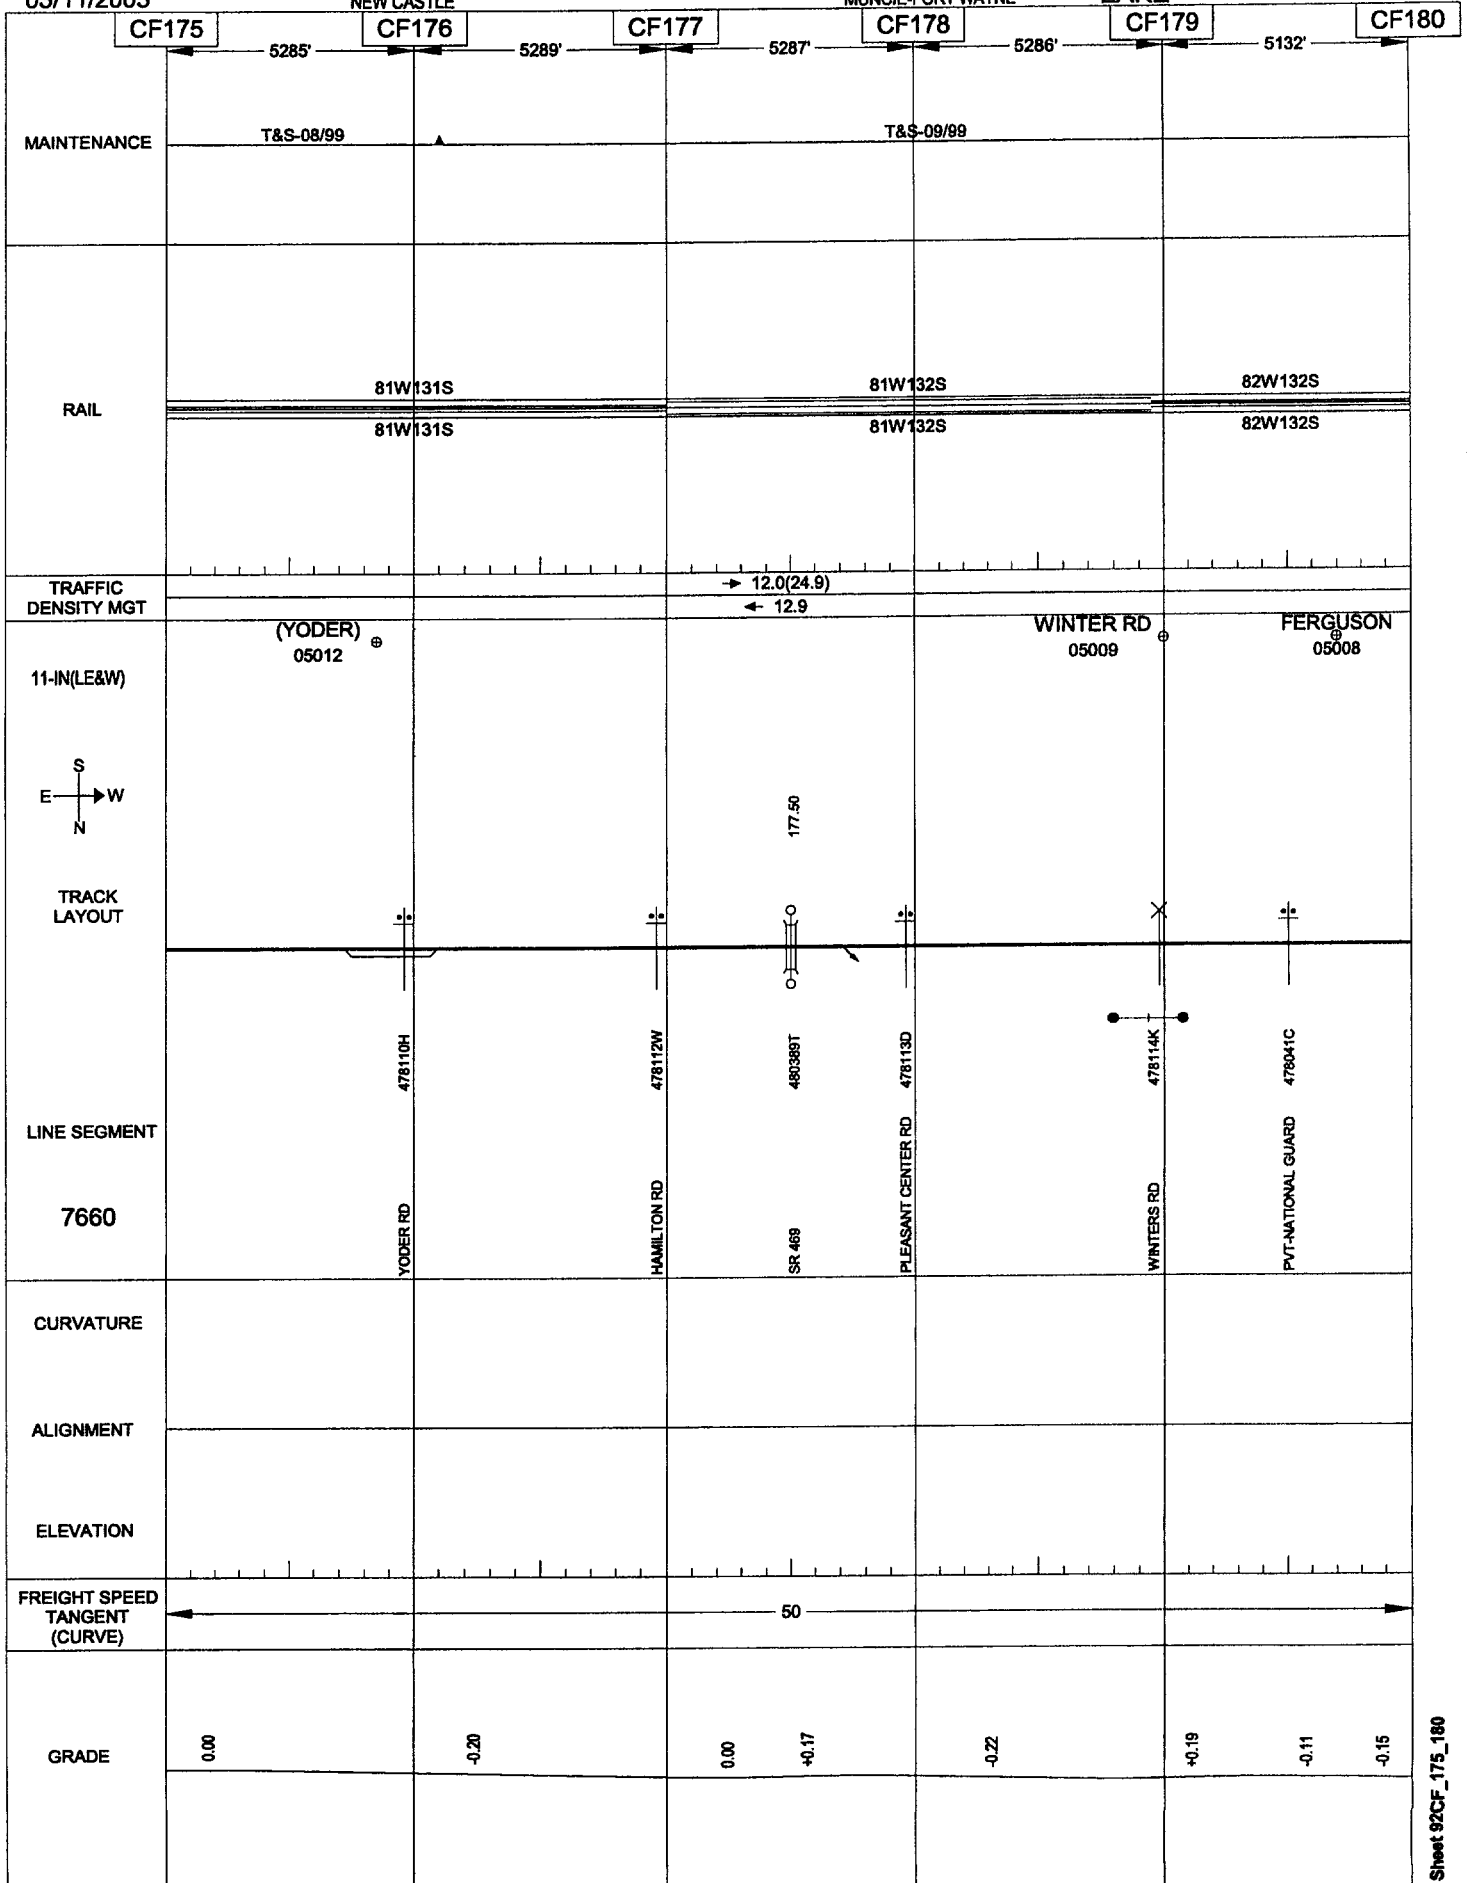 NEW CASTLE
CF175 CF176 CF177 CF178 CF179 CF180
5285' 5289' 5287' 5286' 5132'
MAINTENANCE
T&S-08/99 T&S-09/99
RAIL
81W131S 81W132S 82W132S
81W131S 81W132S 82W132S
TRAFFIC
DENSITY MGT
12.0(24.9)
12.9
(YODER) WINTER RD FERGUSON
05012 05009 05008
11-IN(LE&W)
S
E W
N
177.50
TRACK
LAYOUT
478110H
478112W
480389T
478113D
478114K
478041C
LINE SEGMENT
7660
YODER RD
HAMILTON RD
SR 469
PLEASANT CENTER RD
WINTERS RD
PVT-NATIONAL GUARD
CURVATURE
ALIGNMENT
ELEVATION
FREIGHT SPEED
TANGENT
(CURVE)
50
GRADE
0.00
-0.20
0.00
+0.17
-0.22
+0.19
-0.11
-0.15
Sheet 92CF_175_180